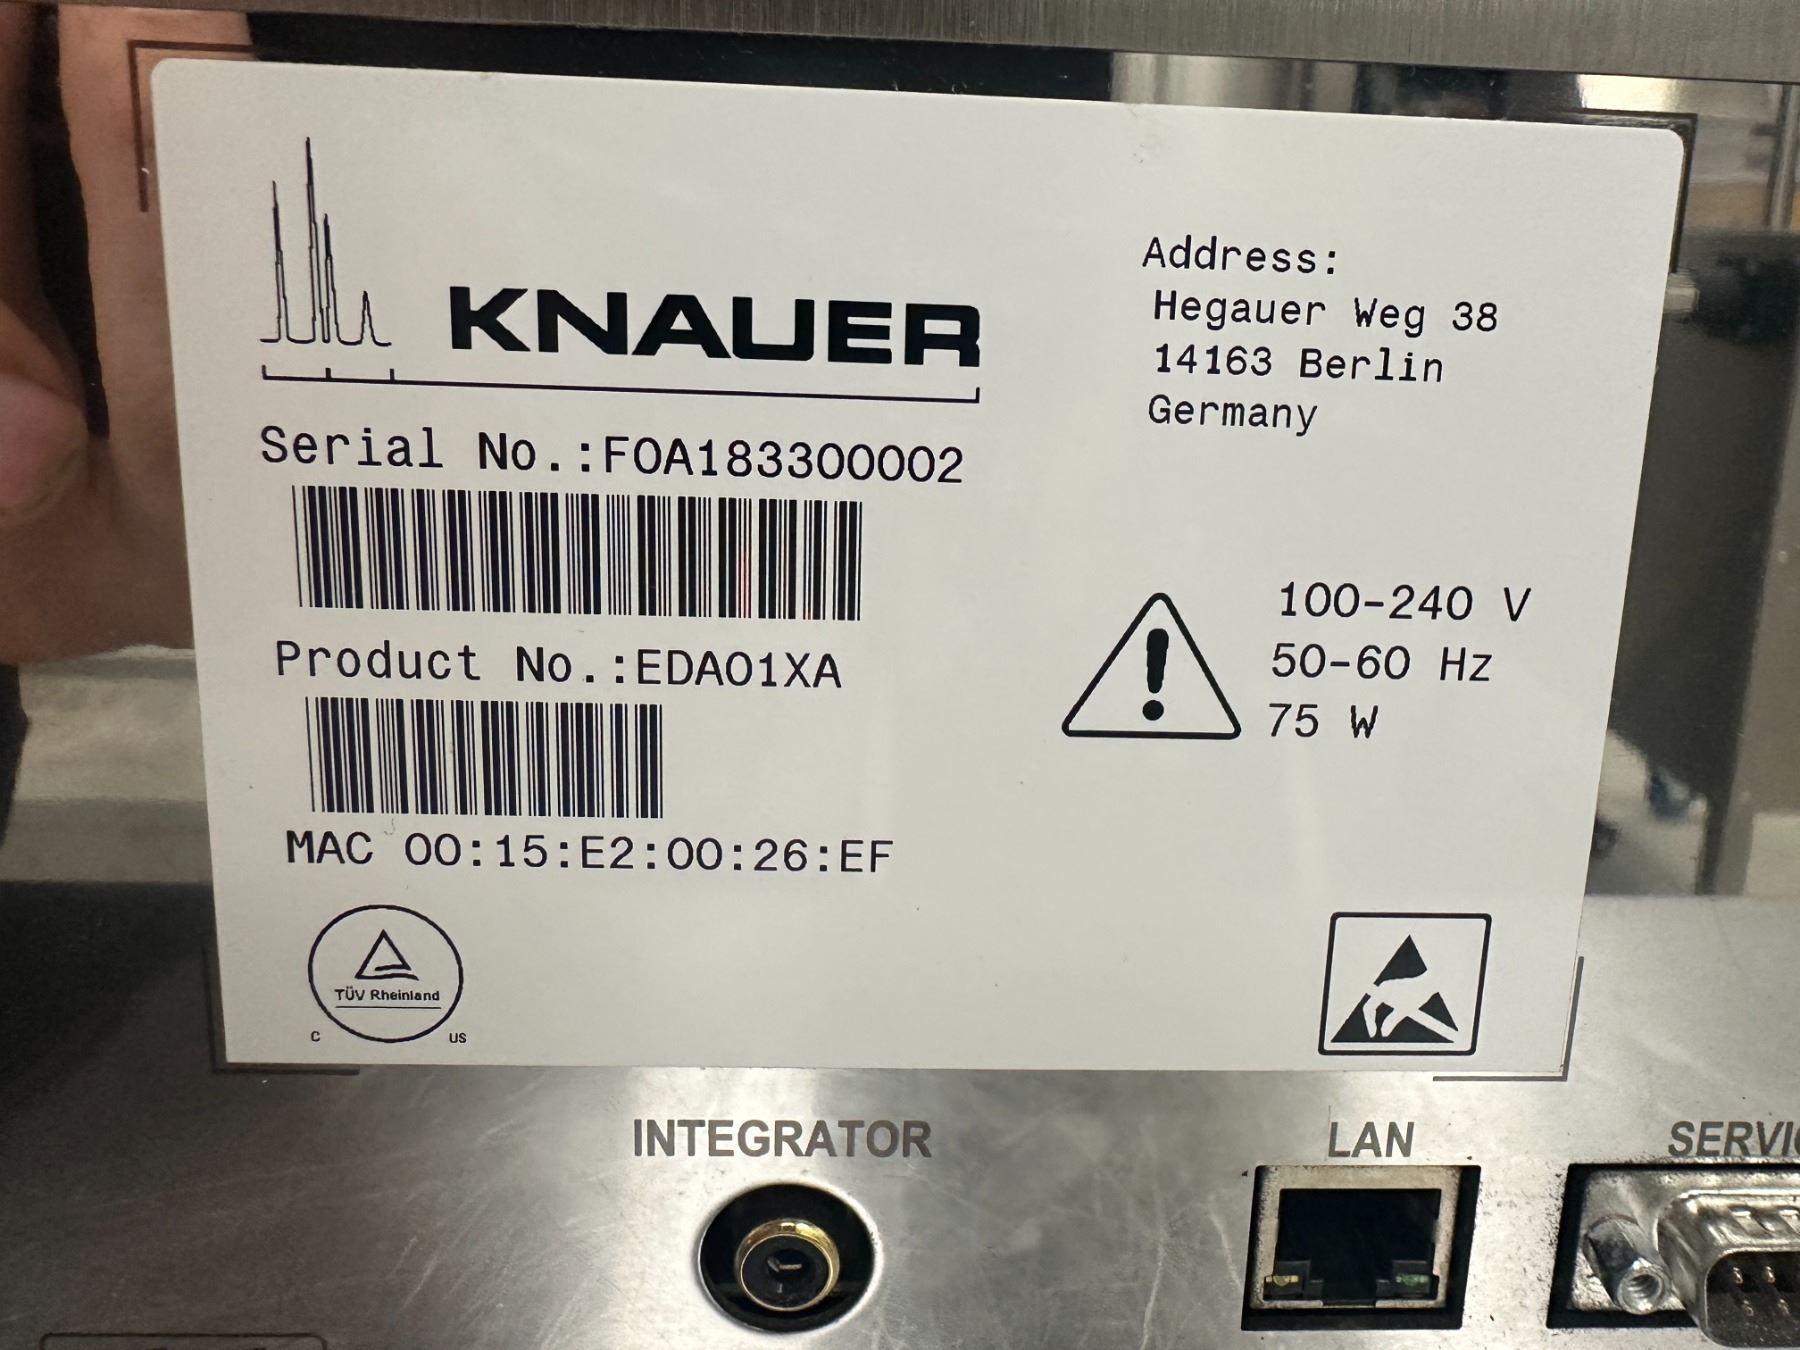 KNAUER
Address:
Hegauer Weg 38
14163 Berlin
Germany
Serial No.:FOA183300002
Product No.:EDA01XA
MAC 00:15:E2:00:26:EF
100-240 V
50-60 Hz
75 W
TÜV Rheinland
C US
INTEGRATOR
LAN